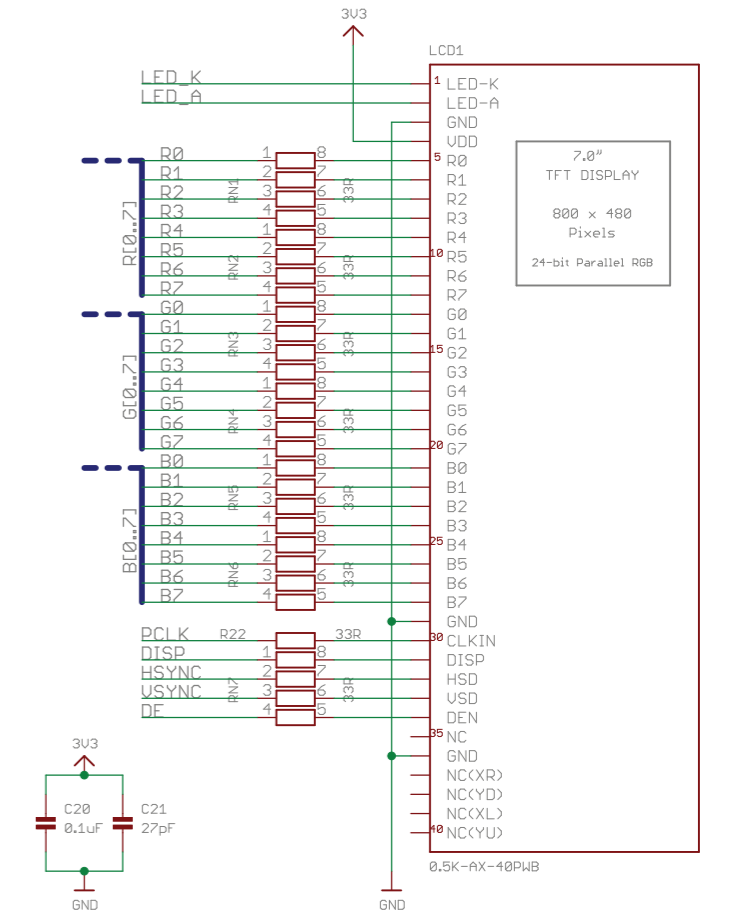 3V3
LCD1
LED_K 1 LED-K
LED_A LED-A
GND
VDD
R0 1 8 5 R0
R1 2 7 R1
R2 3 6 R2
R3 4 5 R3
RN1 33R
R4 1 8 R4
R5 2 7 10 R5
R6 3 6 R6
R7 4 5 R7
RN2 33R
R[0..7]
G0 1 8 G0
G1 2 7 G1
G2 3 6 15 G2
G3 4 5 G3
RN3 33R
G4 1 8 G4
G5 2 7 G5
G6 3 6 G6
G7 4 5 20 G7
RN4 33R
G[0..7]
B0 1 8 B0
B1 2 7 B1
B2 3 6 B2
B3 4 5 B3
RN5 33R
B4 1 8 25 B4
B5 2 7 B5
B6 3 6 B6
B7 4 5 B7
RN6 33R
B[0..7]
GND
PCLK R22 33R 30 CLKIN
DISP 1 8 DISP
HSYNC 2 7 HSD
VSYNC 3 6 VSD
DE 4 5 DEN
RN7 33R
35 NC
GND
NC(XR)
NC(YD)
NC(XL)
40 NC(YU)
0.5K-AX-40PWB
GND
7.0"
TFT DISPLAY
800 x 480
Pixels
24-bit Parallel RGB
3V3
C20 C21
0.1uF 27pF
GND